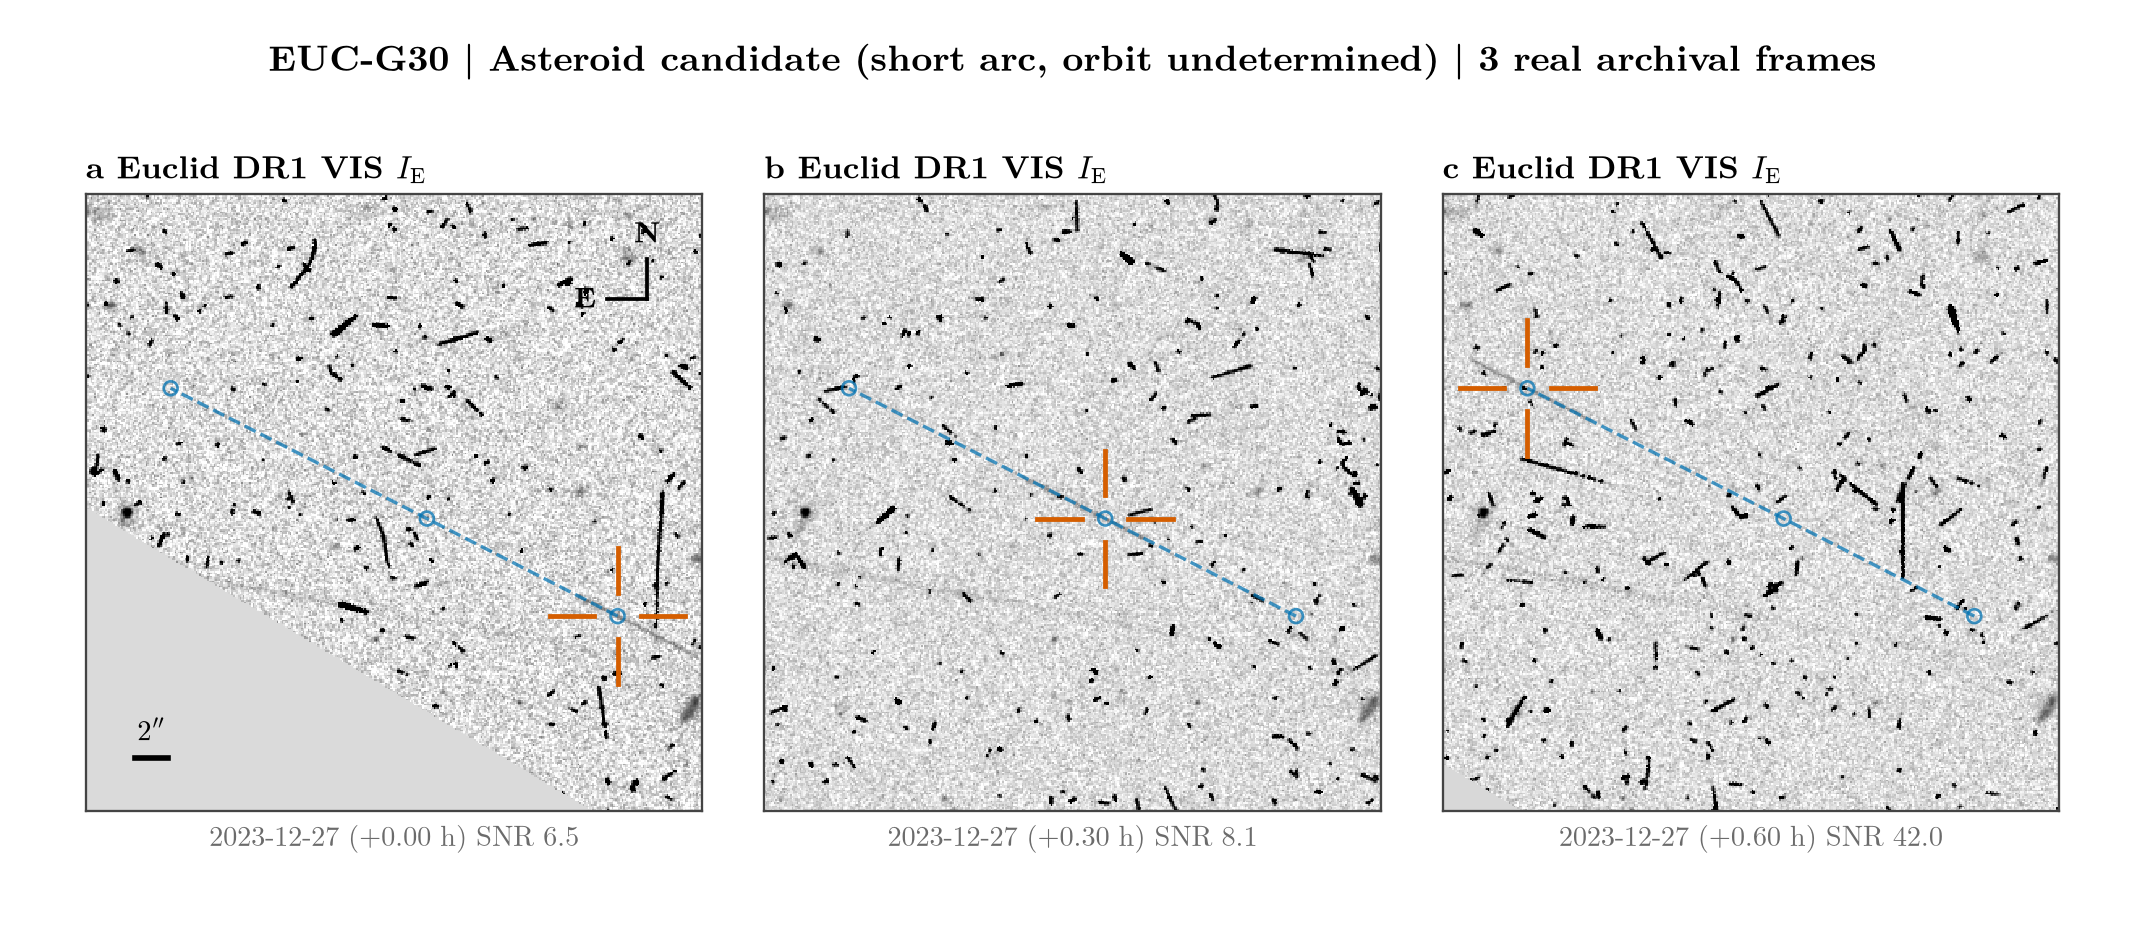 EUC-G30 | Asteroid candidate (short arc, orbit undetermined) | 3 real archival frames
a Euclid DR1 VIS I_E
b Euclid DR1 VIS I_E
c Euclid DR1 VIS I_E
N
E
2″
2023-12-27 (+0.00 h) SNR 6.5
2023-12-27 (+0.30 h) SNR 8.1
2023-12-27 (+0.60 h) SNR 42.0